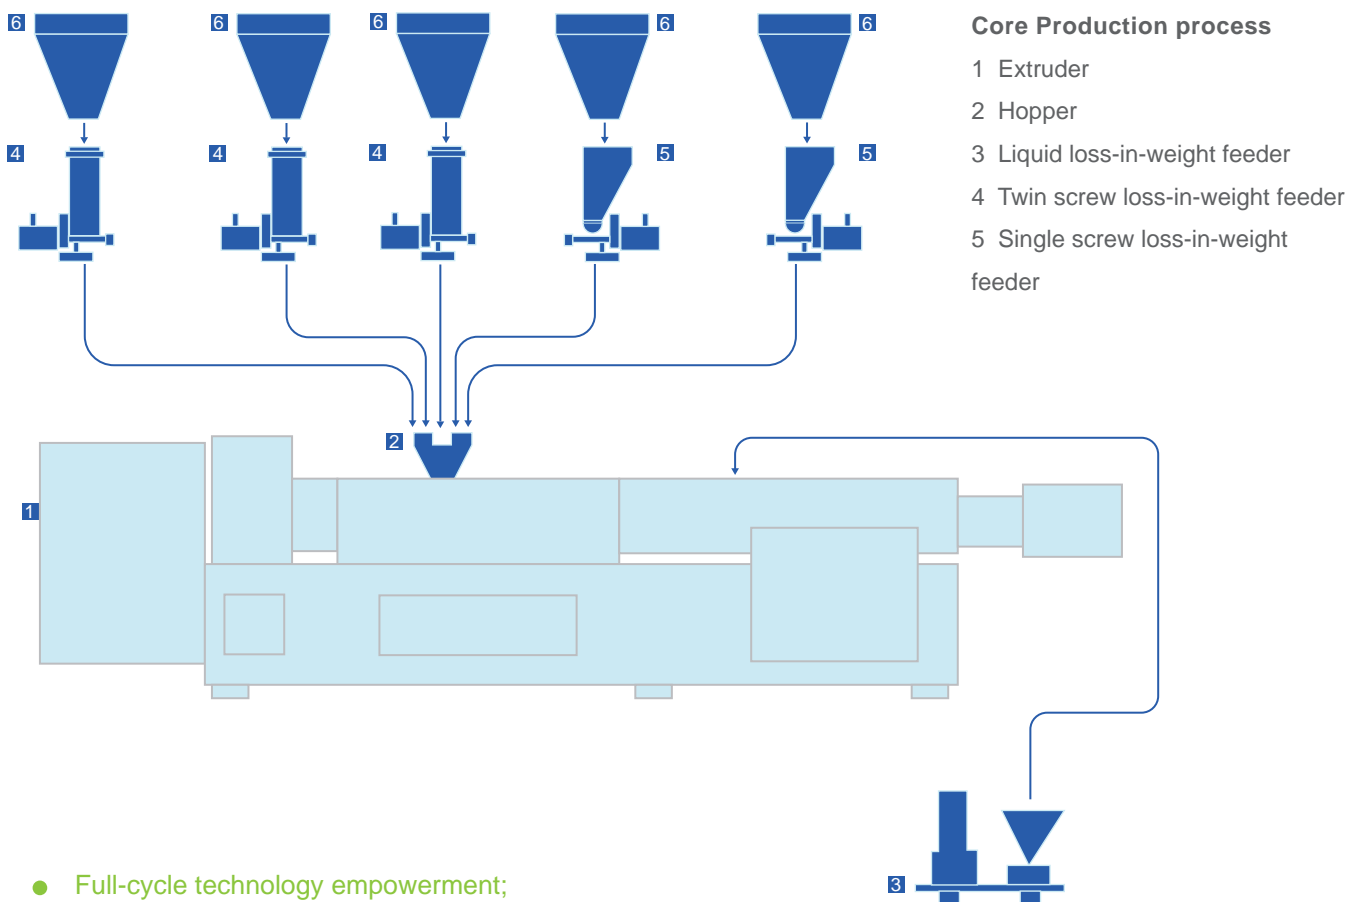 6 6 6 6 6
4 4 4 5 5
Core Production process
1 Extruder
2 Hopper
3 Liquid loss-in-weight feeder
4 Twin screw loss-in-weight feeder
5 Single screw loss-in-weight
feeder
2
1
3
Full-cycle technology empowerment;